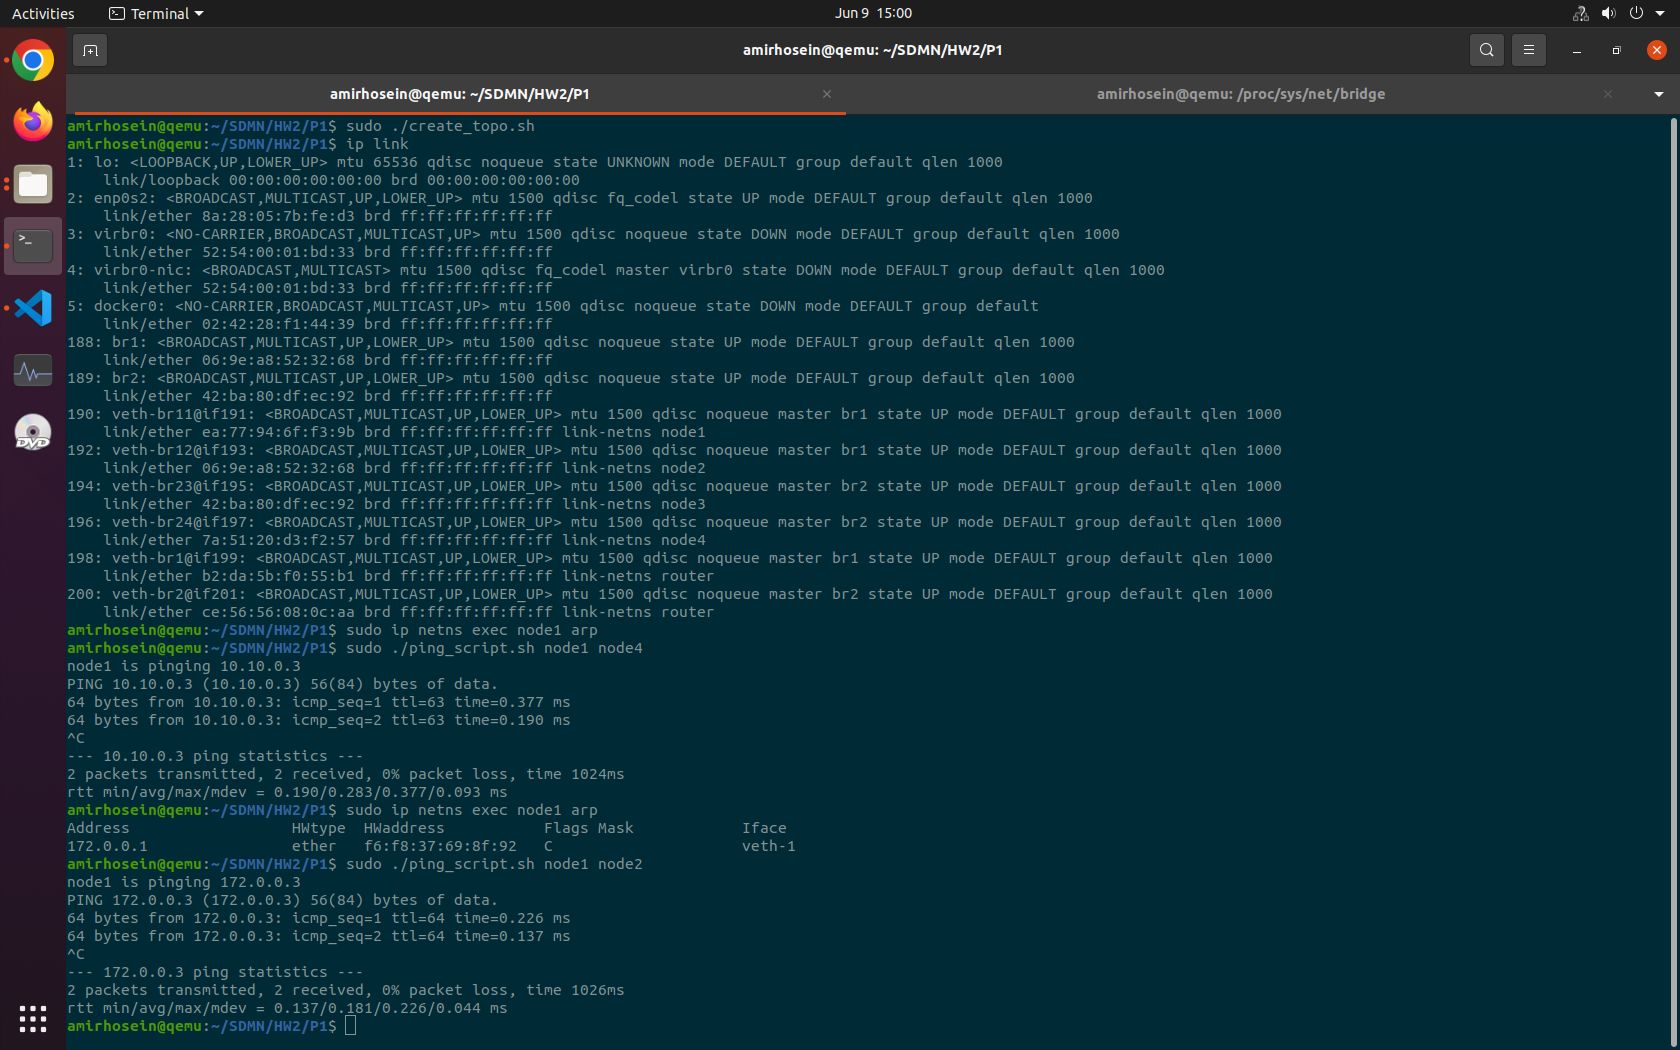 Activities
Terminal
Jun 9 15:00
amirhosein@qemu: ~/SDMN/HW2/P1
amirhosein@qemu: ~/SDMN/HW2/P1
amirhosein@qemu: /proc/sys/net/bridge
amirhosein@qemu:~/SDMN/HW2/P1$ sudo ./create_topo.sh
amirhosein@qemu:~/SDMN/HW2/P1$ ip link
1: lo: <LOOPBACK,UP,LOWER_UP> mtu 65536 qdisc noqueue state UNKNOWN mode DEFAULT group default qlen 1000
    link/loopback 00:00:00:00:00:00 brd 00:00:00:00:00:00
2: enp0s2: <BROADCAST,MULTICAST,UP,LOWER_UP> mtu 1500 qdisc fq_codel state UP mode DEFAULT group default qlen 1000
    link/ether 8a:28:05:7b:fe:d3 brd ff:ff:ff:ff:ff:ff
3: virbr0: <NO-CARRIER,BROADCAST,MULTICAST,UP> mtu 1500 qdisc noqueue state DOWN mode DEFAULT group default qlen 1000
    link/ether 52:54:00:01:bd:33 brd ff:ff:ff:ff:ff:ff
4: virbr0-nic: <BROADCAST,MULTICAST> mtu 1500 qdisc fq_codel master virbr0 state DOWN mode DEFAULT group default qlen 1000
    link/ether 52:54:00:01:bd:33 brd ff:ff:ff:ff:ff:ff
5: docker0: <NO-CARRIER,BROADCAST,MULTICAST,UP> mtu 1500 qdisc noqueue state DOWN mode DEFAULT group default
    link/ether 02:42:28:f1:44:39 brd ff:ff:ff:ff:ff:ff
188: br1: <BROADCAST,MULTICAST,UP,LOWER_UP> mtu 1500 qdisc noqueue state UP mode DEFAULT group default qlen 1000
    link/ether 06:9e:a8:52:32:68 brd ff:ff:ff:ff:ff:ff
189: br2: <BROADCAST,MULTICAST,UP,LOWER_UP> mtu 1500 qdisc noqueue state UP mode DEFAULT group default qlen 1000
    link/ether 42:ba:80:df:ec:92 brd ff:ff:ff:ff:ff:ff
190: veth-br11@if191: <BROADCAST,MULTICAST,UP,LOWER_UP> mtu 1500 qdisc noqueue master br1 state UP mode DEFAULT group default qlen 1000
    link/ether ea:77:94:6f:f3:9b brd ff:ff:ff:ff:ff:ff link-netns node1
192: veth-br12@if193: <BROADCAST,MULTICAST,UP,LOWER_UP> mtu 1500 qdisc noqueue master br1 state UP mode DEFAULT group default qlen 1000
    link/ether 06:9e:a8:52:32:68 brd ff:ff:ff:ff:ff:ff link-netns node2
194: veth-br23@if195: <BROADCAST,MULTICAST,UP,LOWER_UP> mtu 1500 qdisc noqueue master br2 state UP mode DEFAULT group default qlen 1000
    link/ether 42:ba:80:df:ec:92 brd ff:ff:ff:ff:ff:ff link-netns node3
196: veth-br24@if197: <BROADCAST,MULTICAST,UP,LOWER_UP> mtu 1500 qdisc noqueue master br2 state UP mode DEFAULT group default qlen 1000
    link/ether 7a:51:20:d3:f2:57 brd ff:ff:ff:ff:ff:ff link-netns node4
198: veth-br1@if199: <BROADCAST,MULTICAST,UP,LOWER_UP> mtu 1500 qdisc noqueue master br1 state UP mode DEFAULT group default qlen 1000
    link/ether b2:da:5b:f0:55:b1 brd ff:ff:ff:ff:ff:ff link-netns router
200: veth-br2@if201: <BROADCAST,MULTICAST,UP,LOWER_UP> mtu 1500 qdisc noqueue master br2 state UP mode DEFAULT group default qlen 1000
    link/ether ce:56:56:08:0c:aa brd ff:ff:ff:ff:ff:ff link-netns router
amirhosein@qemu:~/SDMN/HW2/P1$ sudo ip netns exec node1 arp
amirhosein@qemu:~/SDMN/HW2/P1$ sudo ./ping_script.sh node1 node4
node1 is pinging 10.10.0.3
PING 10.10.0.3 (10.10.0.3) 56(84) bytes of data.
64 bytes from 10.10.0.3: icmp_seq=1 ttl=63 time=0.377 ms
64 bytes from 10.10.0.3: icmp_seq=2 ttl=63 time=0.190 ms
^C
--- 10.10.0.3 ping statistics ---
2 packets transmitted, 2 received, 0% packet loss, time 1024ms
rtt min/avg/max/mdev = 0.190/0.283/0.377/0.093 ms
amirhosein@qemu:~/SDMN/HW2/P1$ sudo ip netns exec node1 arp
Address                  HWtype  HWaddress           Flags Mask            Iface
172.0.0.1                ether   f6:f8:37:69:8f:92   C                     veth-1
amirhosein@qemu:~/SDMN/HW2/P1$ sudo ./ping_script.sh node1 node2
node1 is pinging 172.0.0.3
PING 172.0.0.3 (172.0.0.3) 56(84) bytes of data.
64 bytes from 172.0.0.3: icmp_seq=1 ttl=64 time=0.226 ms
64 bytes from 172.0.0.3: icmp_seq=2 ttl=64 time=0.137 ms
^C
--- 172.0.0.3 ping statistics ---
2 packets transmitted, 2 received, 0% packet loss, time 1026ms
rtt min/avg/max/mdev = 0.137/0.181/0.226/0.044 ms
amirhosein@qemu:~/SDMN/HW2/P1$
DVD